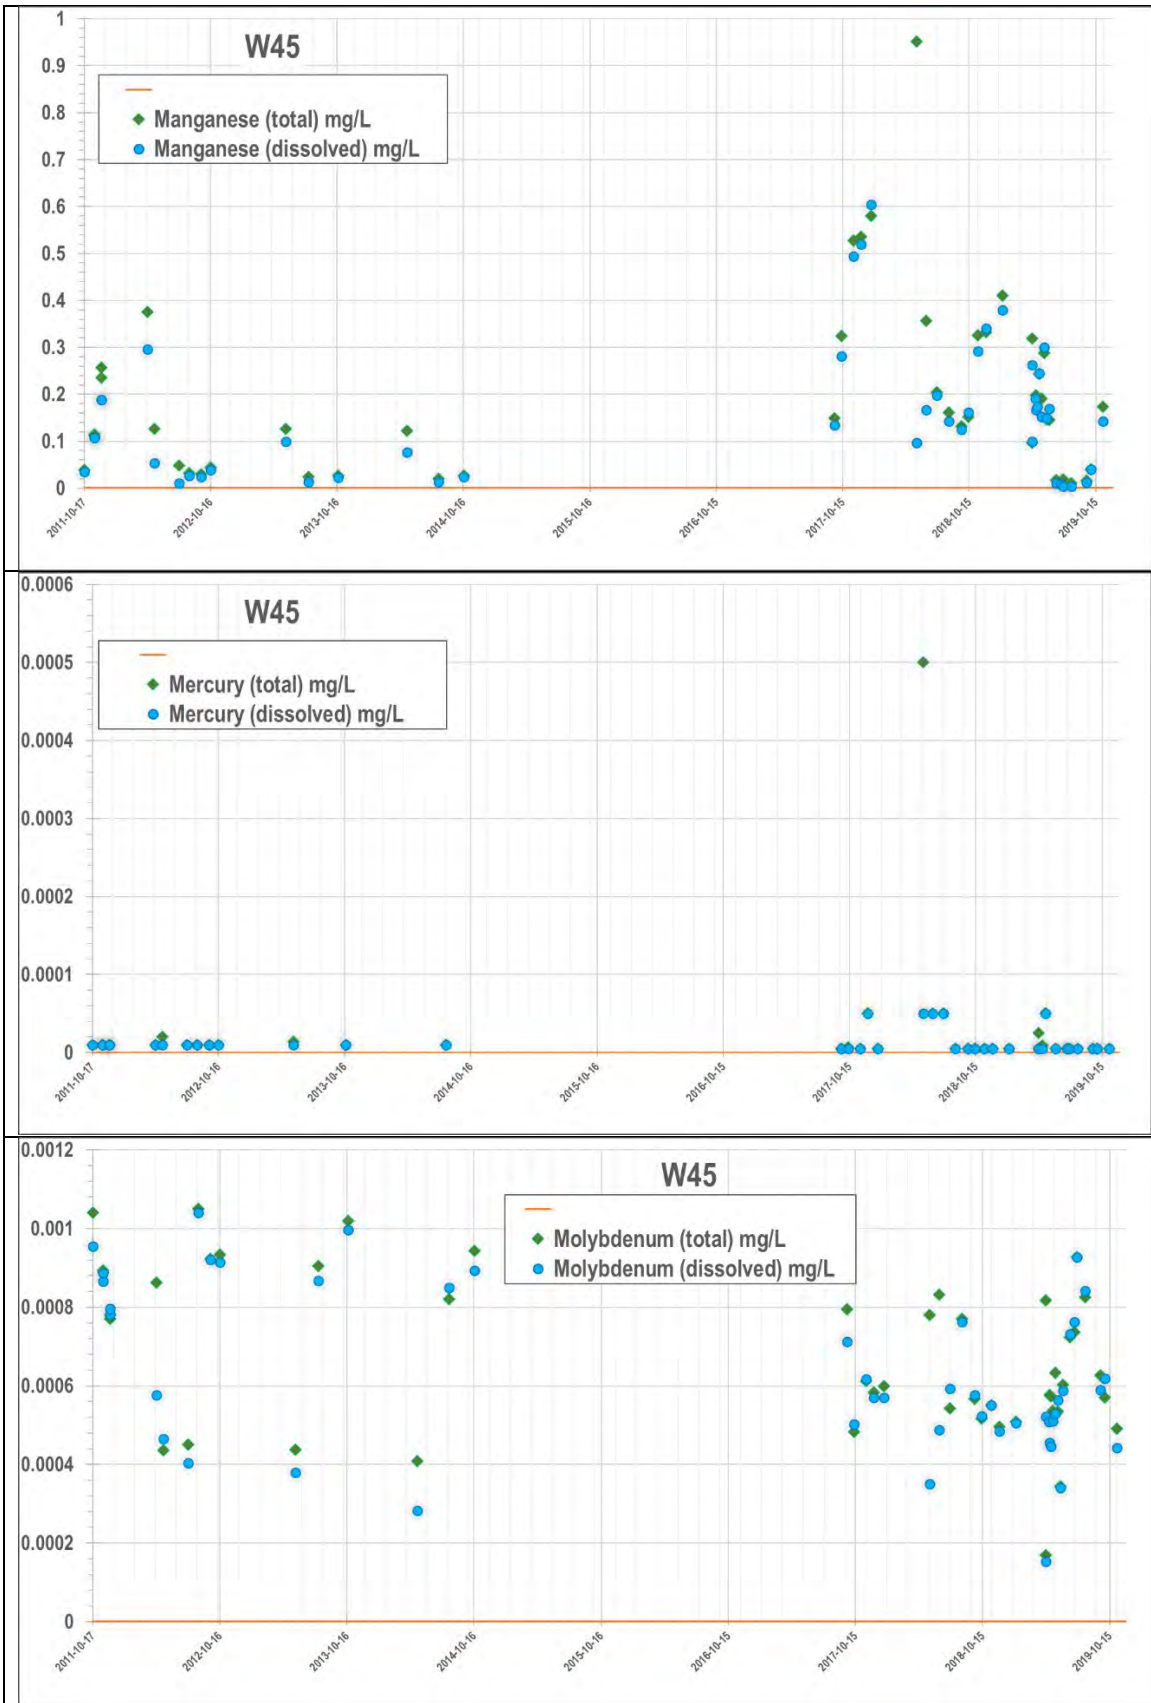 W45
Manganese (total) mg/L
Manganese (dissolved) mg/L
1
0.9
0.8
0.7
0.6
0.5
0.4
0.3
0.2
0.1
0
2011-10-17 2012-10-16 2013-10-16 2014-10-16 2015-10-16 2016-10-15 2017-10-15 2018-10-15 2019-10-15
W45
Mercury (total) mg/L
Mercury (dissolved) mg/L
0.0006
0.0005
0.0004
0.0003
0.0002
0.0001
0
2011-10-17 2012-10-16 2013-10-16 2014-10-16 2015-10-16 2016-10-15 2017-10-15 2018-10-15 2019-10-15
W45
Molybdenum (total) mg/L
Molybdenum (dissolved) mg/L
0.0012
0.001
0.0008
0.0006
0.0004
0.0002
0
2011-10-17 2012-10-16 2013-10-16 2014-10-16 2015-10-16 2016-10-15 2017-10-15 2018-10-15 2019-10-15